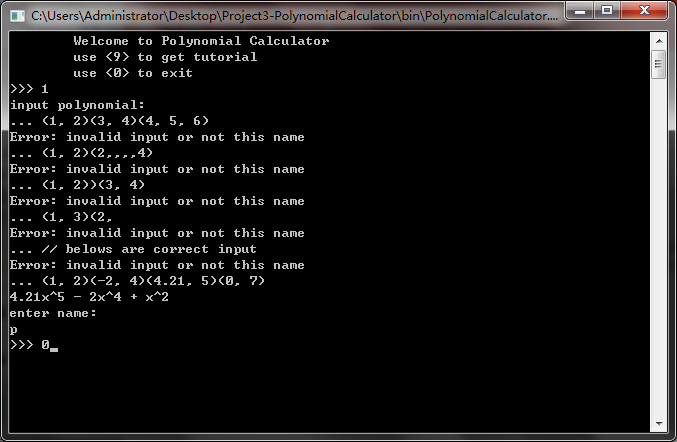 C:\Users\Administrator\Desktop\Project3-PolynomialCalculator\bin\PolynomialCalculator....
Welcome to Polynomial Calculator
use <9> to get tutorial
use <0> to exit
>>> 1
input polynomial:
... (1, 2)(3, 4)(4, 5, 6)
Error: invalid input or not this name
... (1, 2)(2,,,,4)
Error: invalid input or not this name
... (1, 2))(3, 4)
Error: invalid input or not this name
... (1, 3)(2,
Error: invalid input or not this name
... // belows are correct input
Error: invalid input or not this name
... (1, 2)(-2, 4)(4.21, 5)(0, 7)
4.21x^5 - 2x^4 + x^2
enter name:
p
>>> 0_